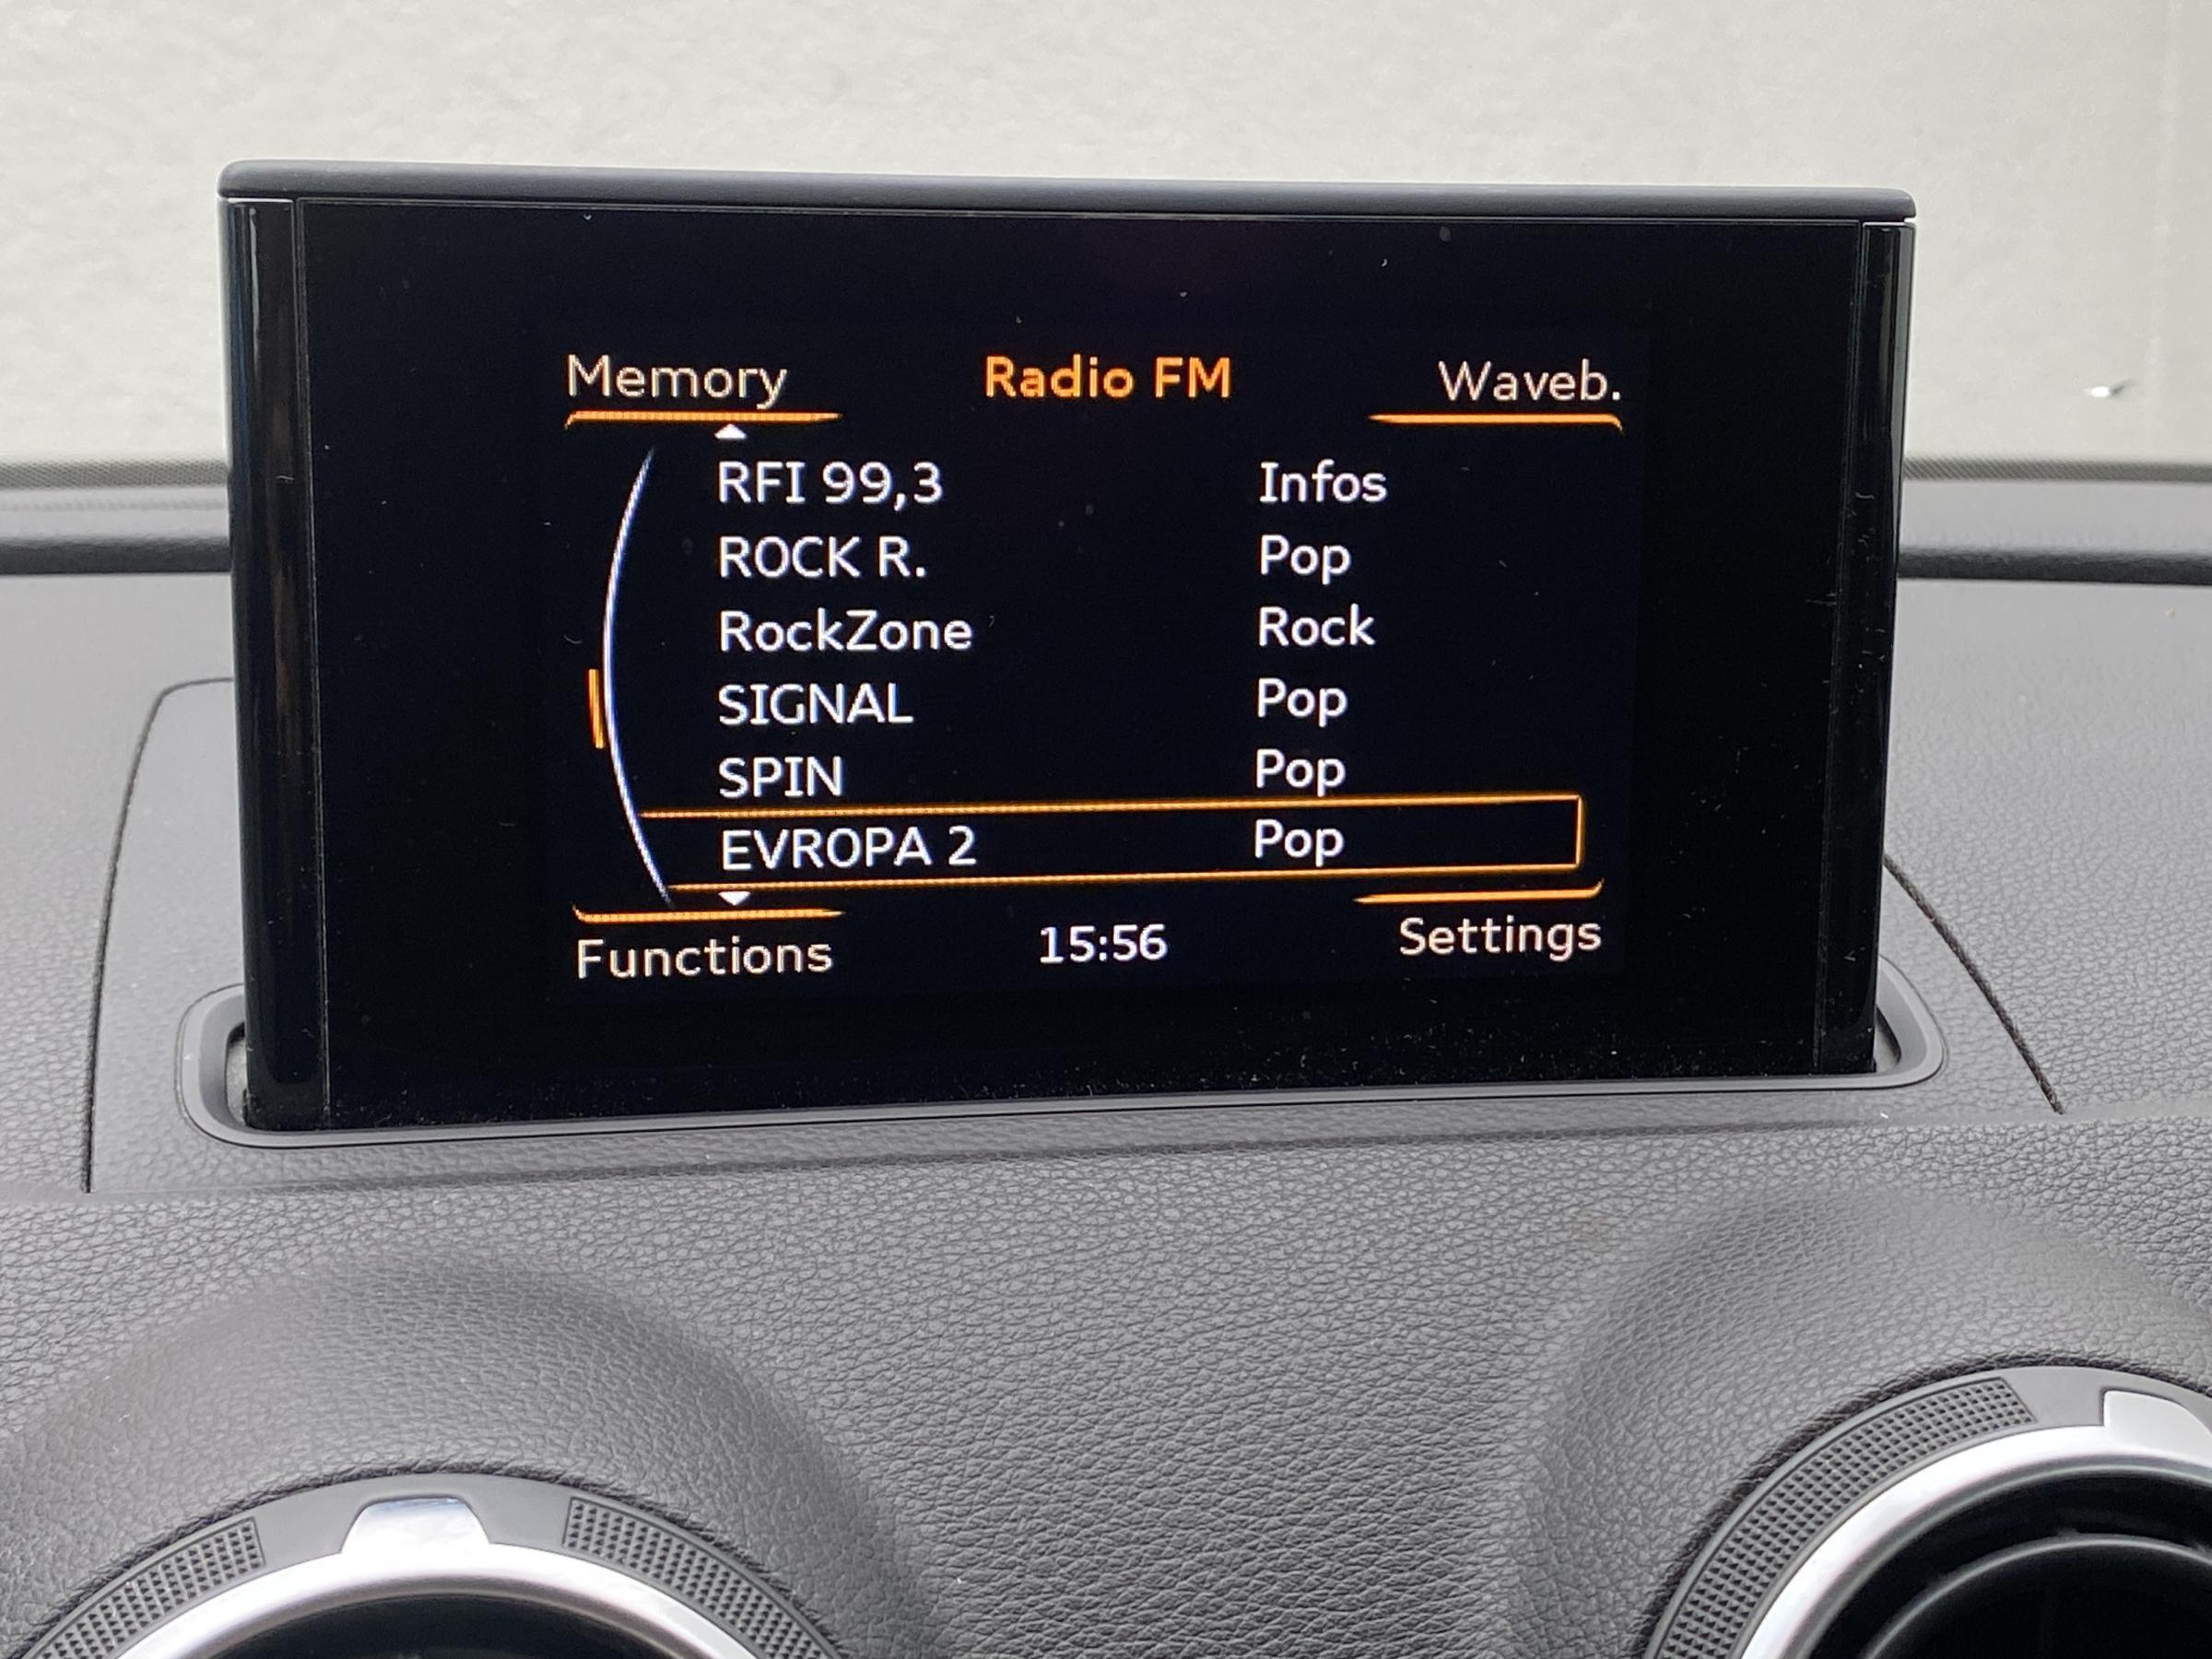 Memory Radio FM Waveb.
RFI 99,3 Infos
ROCK R. Pop
RockZone Rock
SIGNAL Pop
SPIN Pop
EVROPA 2 Pop
Functions 15:56 Settings